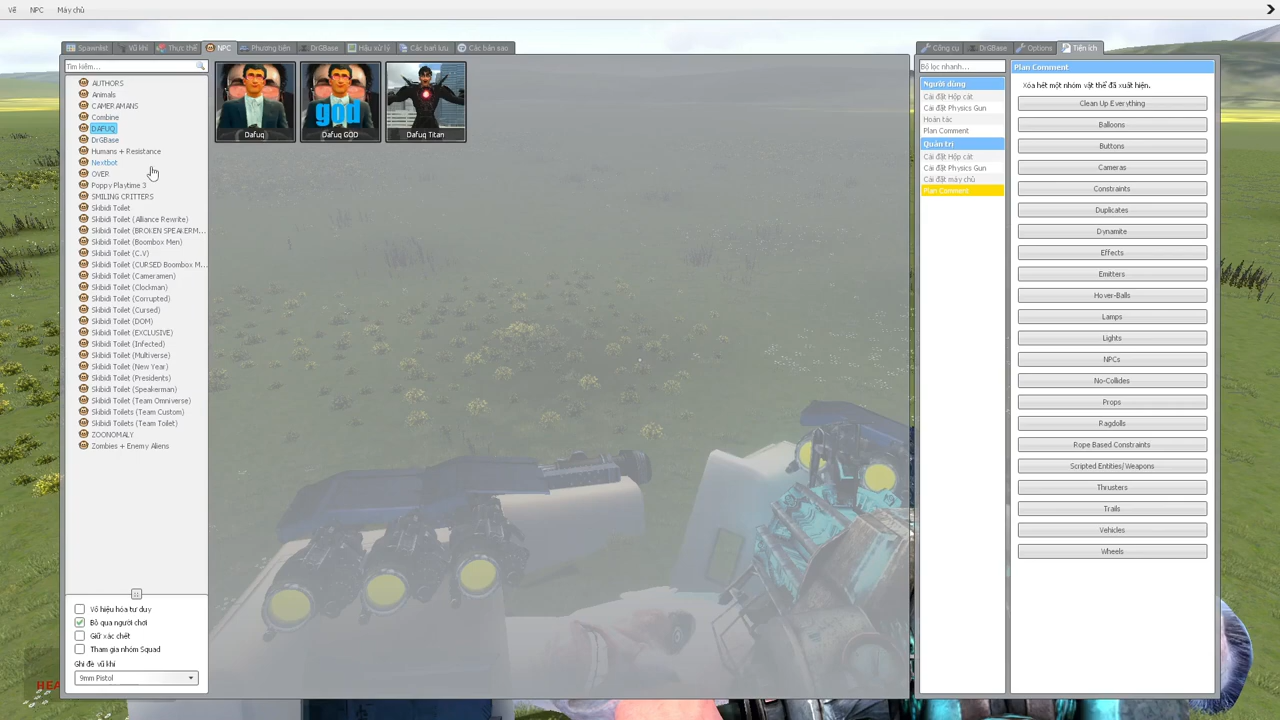 Vẽ NPC Máy chủ
Spawnlist Vũ khí Thực thể NPC Phương tiện DrGBase Hậu xử lý Các bản lưu Các bản sao
Công cụ DrGBase Options Tiện ích
Tìm kiếm...
AUTHORS
Animals
CAMERAMANS
Combine
DAFUQ
DrGBase
Humans + Resistance
Nextbot
OVER
Poppy Playtime 3
SMILING CRITTERS
Skibidi Toilet
Skibidi Toilet (Alliance Rewrite)
Skibidi Toilet (BROKEN SPEAKERM...
Skibidi Toilet (Boombox Men)
Skibidi Toilet (C.V)
Skibidi Toilet (CURSED Boombox M...
Skibidi Toilet (Cameramen)
Skibidi Toilet (Clockman)
Skibidi Toilet (Corrupted)
Skibidi Toilet (Cursed)
Skibidi Toilet (DOM)
Skibidi Toilet (EXCLUSIVE)
Skibidi Toilet (Infected)
Skibidi Toilet (Multiverse)
Skibidi Toilet (New Year)
Skibidi Toilet (Presidents)
Skibidi Toilet (Speakerman)
Skibidi Toilet (Team Omniverse)
Skibidi Toilets (Team Custom)
Skibidi Toilets (Team Toilet)
ZOONOMALY
Zombies + Enemy Aliens
Vô hiệu hóa tư duy
Bỏ qua người chơi
Giữ xác chết
Tham gia nhóm Squad
Ghi đè vũ khí
9mm Pistol
HEA
god
Dafuq
Dafuq GOD
Dafuq Titan
Bộ lọc nhanh...
Người dùng
Cài đặt Hộp cát
Cài đặt Physics Gun
Hoàn tác
Plan Comment
Quản trị
Cài đặt Hộp cát
Cài đặt Physics Gun
Cài đặt máy chủ
Plan Comment
Plan Comment
Xóa hết một nhóm vật thể đã xuất hiện.
Clean Up Everything
Balloons
Buttons
Cameras
Constraints
Duplicates
Dynamite
Effects
Emitters
Hover-Balls
Lamps
Lights
NPCs
No-Collides
Props
Ragdolls
Rope Based Constraints
Scripted Entities/Weapons
Thrusters
Trails
Vehicles
Wheels